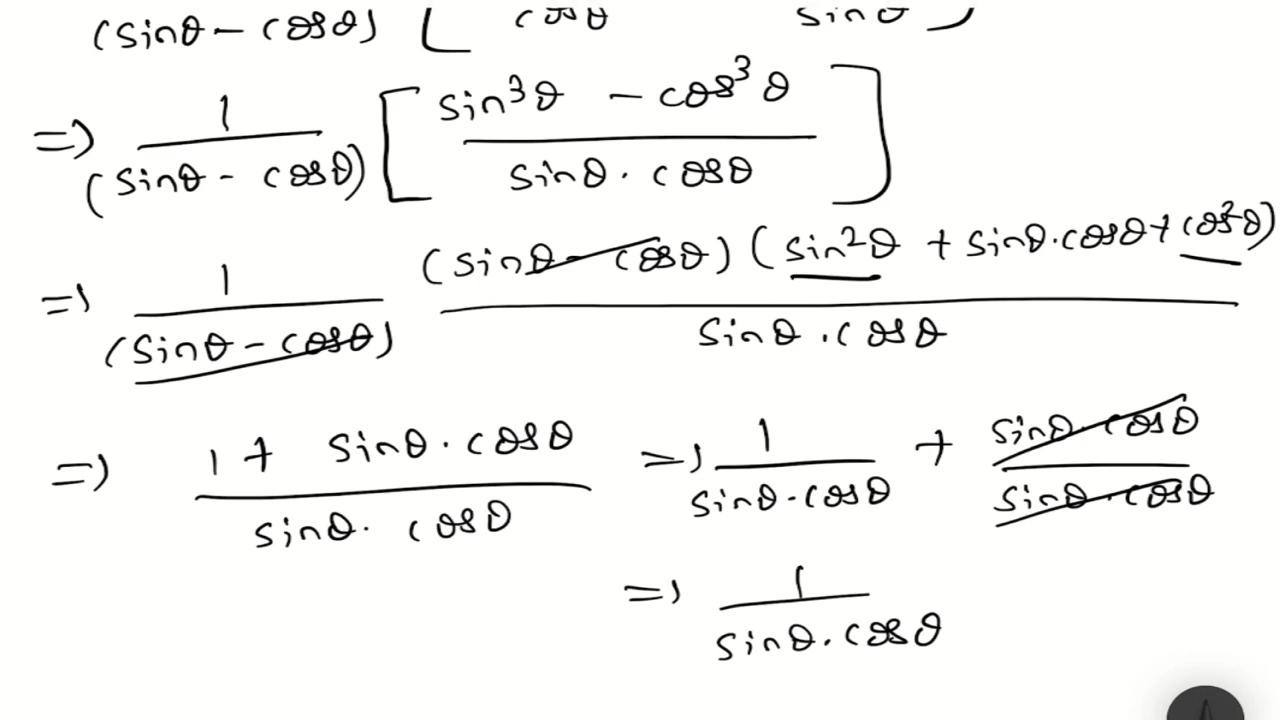 (sinθ - cosθ) [ cosθ sinθ ]
=> 1/(sinθ - cosθ) [ sin³θ - cos³θ / sinθ · cosθ ]
=> 1/(sinθ - cosθ) (sinθ - cosθ) (sin²θ + sinθ·cosθ + cos²θ) / sinθ · cosθ
=> 1 + sinθ · cosθ / sinθ · cosθ => 1 / sinθ · cosθ + sinθ · cosθ / sinθ · cosθ
=> 1 / sinθ · cosθ